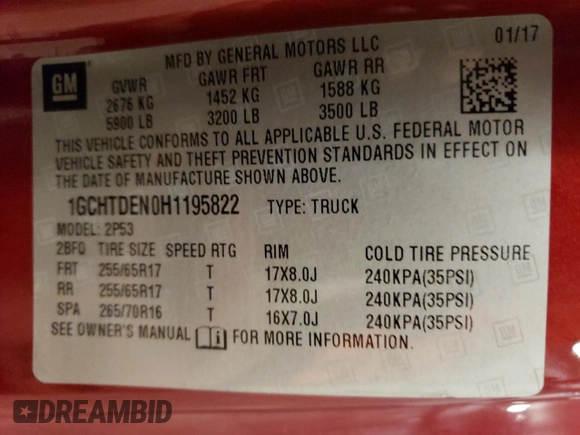 MFD BY GENERAL MOTORS LLC 01/17
GM
GVWR GAWR FRT GAWR RR
2676 KG 1452 KG 1588 KG
5900 LB 3200 LB 3500 LB
THIS VEHICLE CONFORMS TO ALL APPLICABLE U.S. FEDERAL MOTOR
VEHICLE SAFETY AND THEFT PREVENTION STANDARDS IN EFFECT ON
THE DATE OF MANUFACTURE SHOWN ABOVE.
1GCHTDEN0H1195822 TYPE: TRUCK
MODEL: 2P53
2BFQ TIRE SIZE SPEED RTG RIM COLD TIRE PRESSURE
FRT 255/65R17 T 17X8.0J 240KPA(35PSI)
RR 255/65R17 T 17X8.0J 240KPA(35PSI)
SPA 265/70R16 T 16X7.0J 240KPA(35PSI)
SEE OWNER'S MANUAL FOR MORE INFORMATION.
DREAMBID